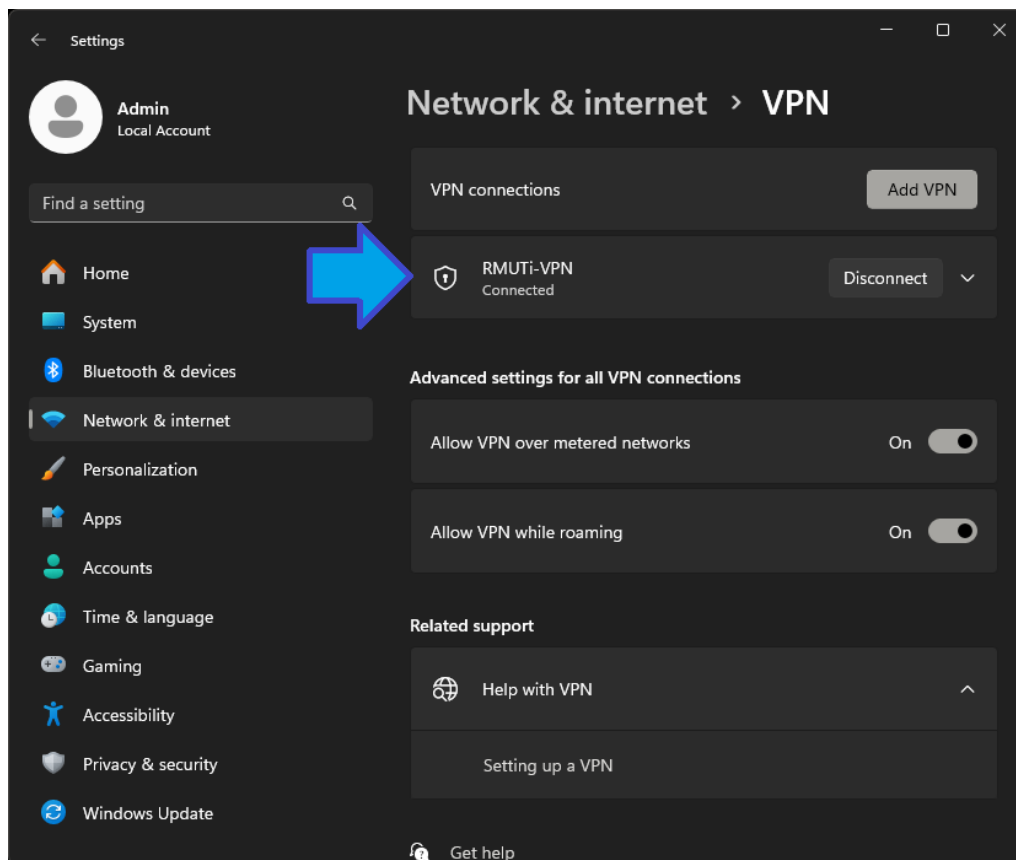 Settings
Admin
Local Account
Find a setting
Home
System
Bluetooth & devices
Network & internet
Personalization
Apps
Accounts
Time & language
Gaming
Accessibility
Privacy & security
Windows Update
Network & internet > VPN
VPN connections
Add VPN
RMUTi-VPN
Connected
Disconnect
Advanced settings for all VPN connections
Allow VPN over metered networks
On
Allow VPN while roaming
On
Related support
Help with VPN
Setting up a VPN
Get help